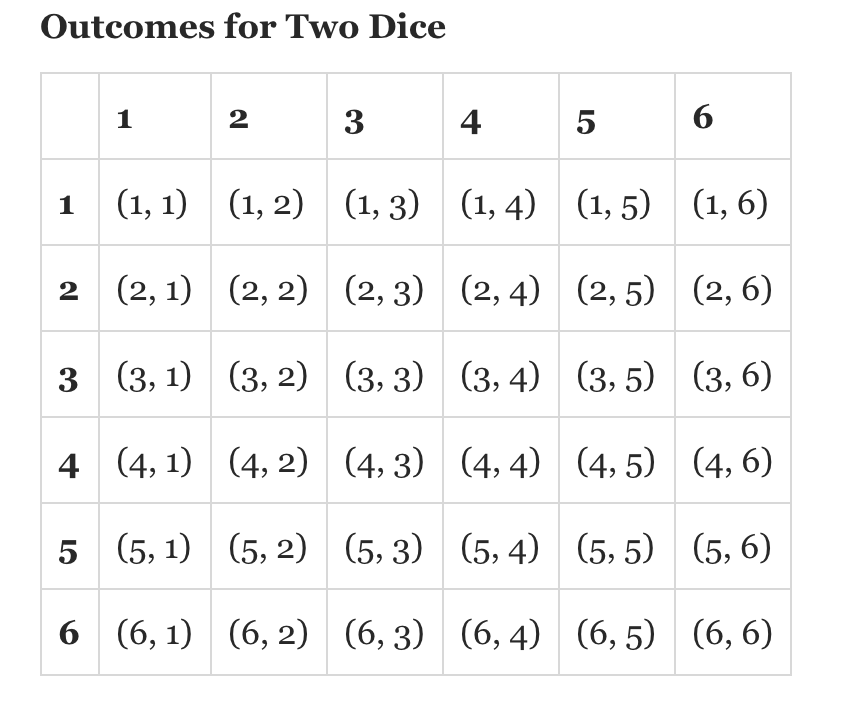 Outcomes for Two Dice
1 2 3 4 5 6
1 (1, 1) (1, 2) (1, 3) (1, 4) (1, 5) (1, 6)
2 (2, 1) (2, 2) (2, 3) (2, 4) (2, 5) (2, 6)
3 (3, 1) (3, 2) (3, 3) (3, 4) (3, 5) (3, 6)
4 (4, 1) (4, 2) (4, 3) (4, 4) (4, 5) (4, 6)
5 (5, 1) (5, 2) (5, 3) (5, 4) (5, 5) (5, 6)
6 (6, 1) (6, 2) (6, 3) (6, 4) (6, 5) (6, 6)